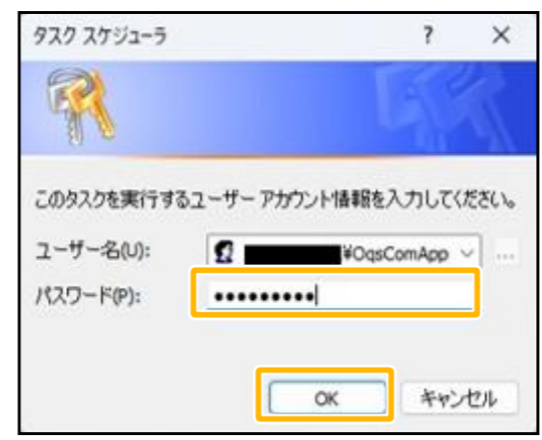 タスク スケジューラ ? ×
このタスクを実行するユーザー アカウント情報を入力してください。
ユーザー名(U): ¥OqsComApp ...
パスワード(P): •••••••••
OK キャンセル